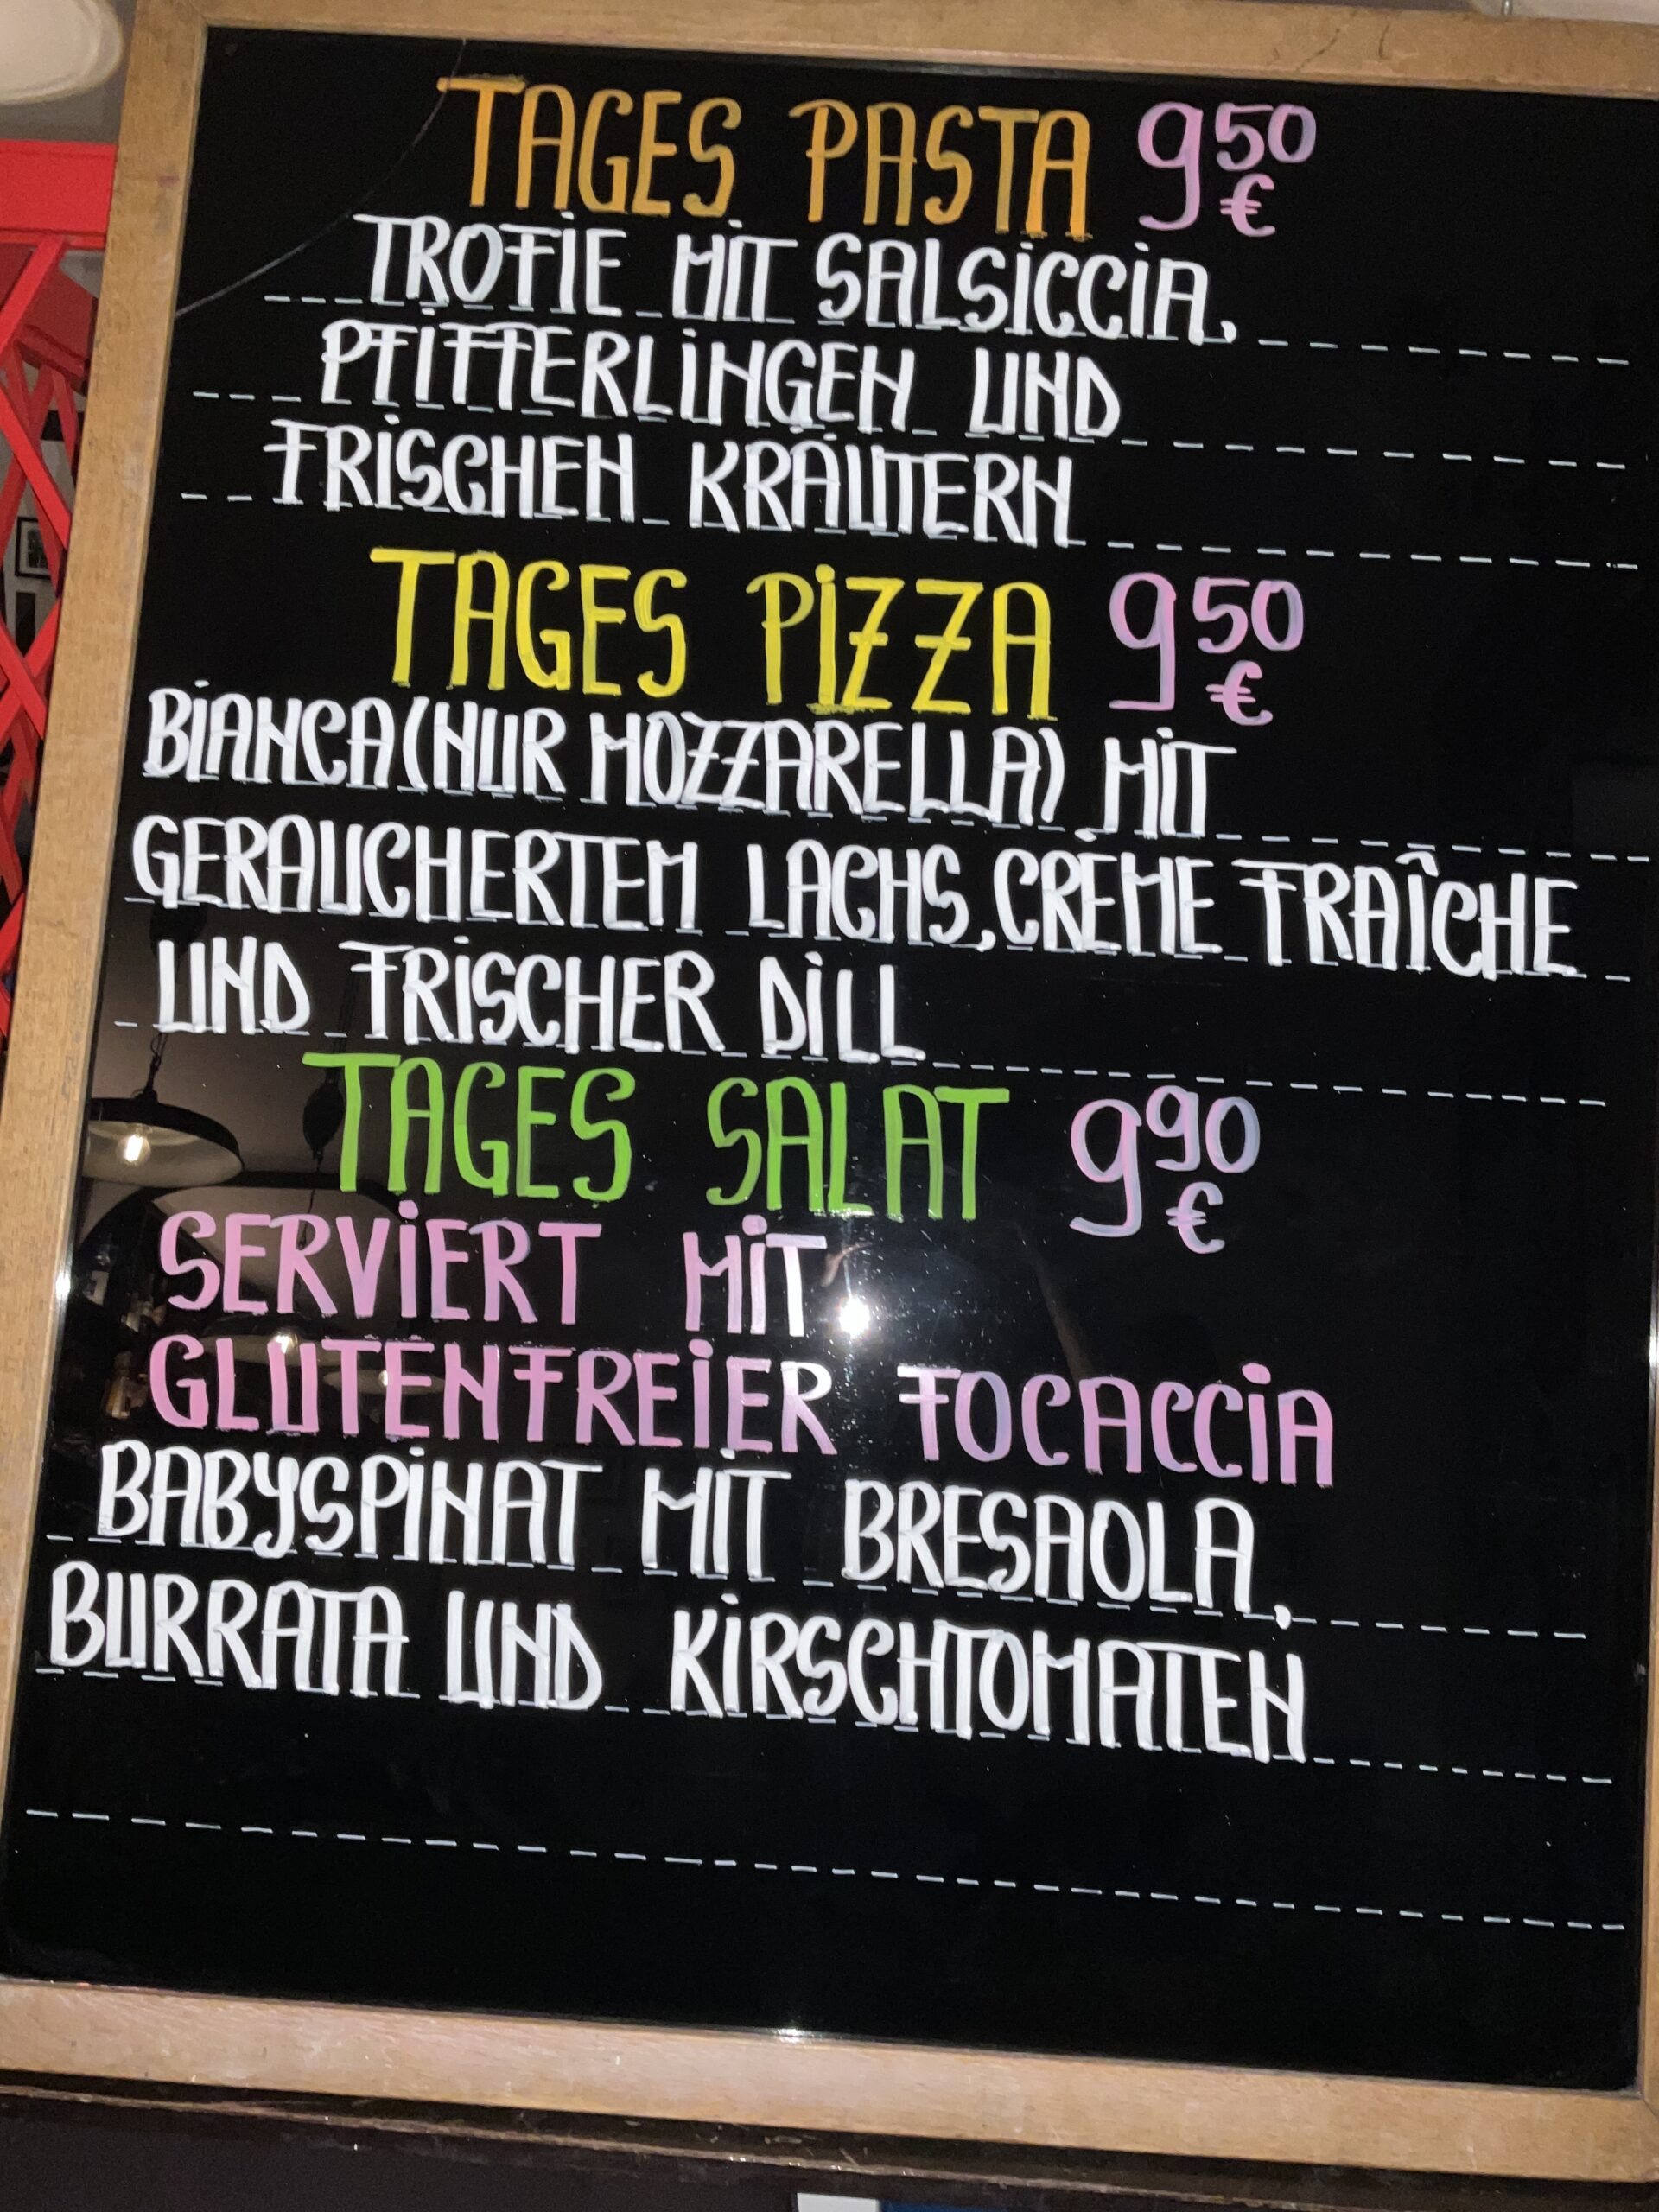 TAGES PASTA 9,50 €
TROFIE MIT SALSICCIA,
PFIFFERLINGEN UND
FRISCHEN KRÄUTERN
TAGES PIZZA 9,50 €
BIANCA (NUR MOZZARELLA) MIT
GERAUCHERTEM LACHS, CRÈME FRAÎCHE
UND FRISCHER DILL
TAGES SALAT 9,90 €
SERVIERT MIT
GLUTENFREIER FOCACCIA
BABYSPINAT MIT BRESAOLA,
BURRATA UND KIRSCHTOMATEN